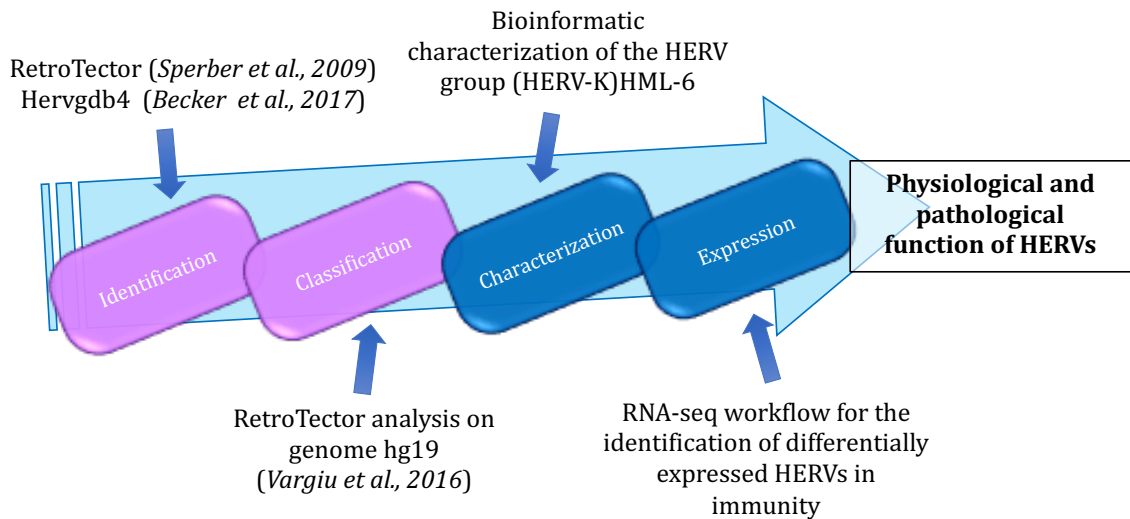 Bioinformatic
characterization of the HERV
group (HERV-K)HML-6
RetroTector (Sperber et al., 2009)
Hervgdb4 (Becker et al., 2017)
Identification
Classification
Characterization
Expression
Physiological and
pathological
function of HERVs
RetroTector analysis on
genome hg19
(Vargiu et al., 2016)
RNA-seq workflow for the
identification of differentially
expressed HERVs in
immunity